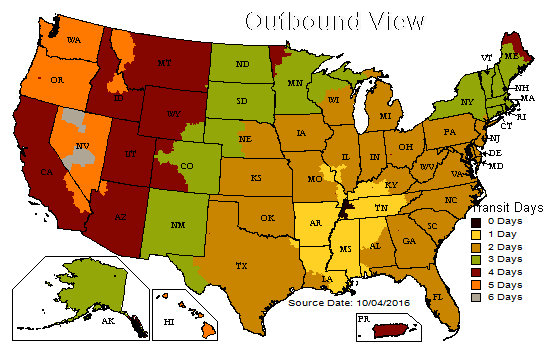 Outbound View
WA
OR
CA
NV
ID
MT
WY
UT
AZ
CO
NM
ND
SD
NE
KS
OK
TX
MN
IA
MO
AR
LA
WI
IL
MI
IN
OH
KY
TN
MS
AL
GA
FL
SC
NC
VA
WV
PA
NY
VT
ME
NH
MA
RI
CT
NJ
DE
MD
AK
HI
PR
Transit Days
0 Days
1 Day
2 Days
3 Days
4 Days
5 Days
6 Days
Source Date: 10/04/2016